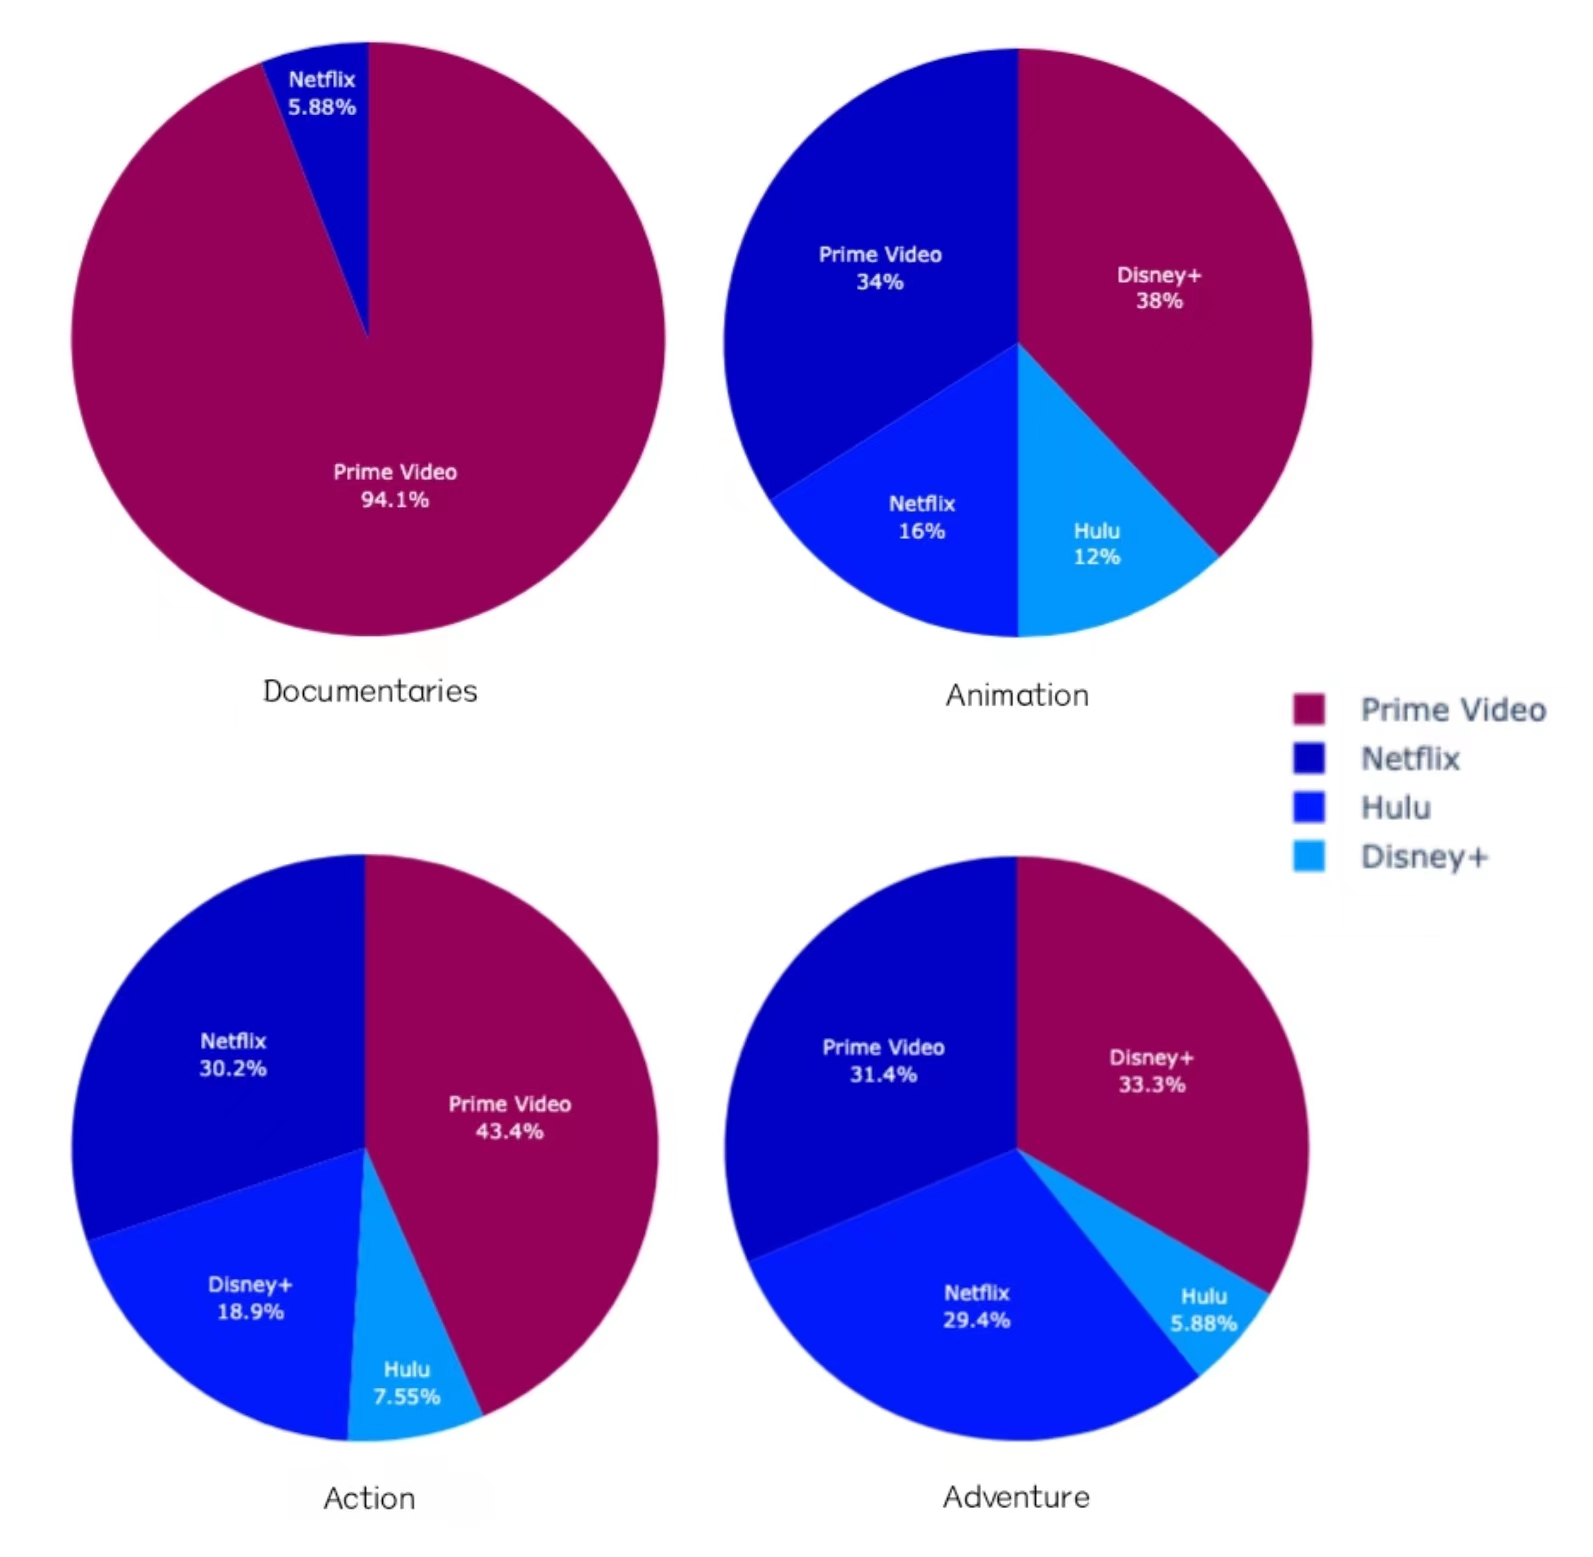 Netflix
5.88%
Prime Video
94.1%
Documentaries
Prime Video
34%
Disney+
38%
Netflix
16%
Hulu
12%
Animation
Prime Video
Netflix
Hulu
Disney+
Netflix
30.2%
Prime Video
43.4%
Disney+
18.9%
Hulu
7.55%
Action
Prime Video
31.4%
Disney+
33.3%
Netflix
29.4%
Hulu
5.88%
Adventure